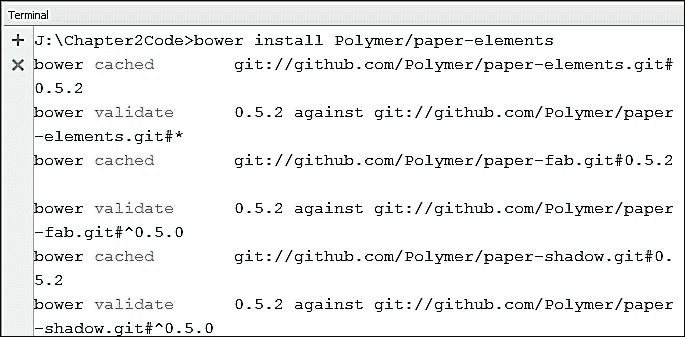 Terminal
J:\Chapter2Code>bower install Polymer/paper-elements
bower cached git://github.com/Polymer/paper-elements.git#
0.5.2
bower validate 0.5.2 against git://github.com/Polymer/paper
-elements.git#*
bower cached git://github.com/Polymer/paper-fab.git#0.5.2
bower validate 0.5.2 against git://github.com/Polymer/paper
-fab.git#^0.5.0
bower cached git://github.com/Polymer/paper-shadow.git#0.
5.2
bower validate 0.5.2 against git://github.com/Polymer/paper
-shadow.git#^0.5.0